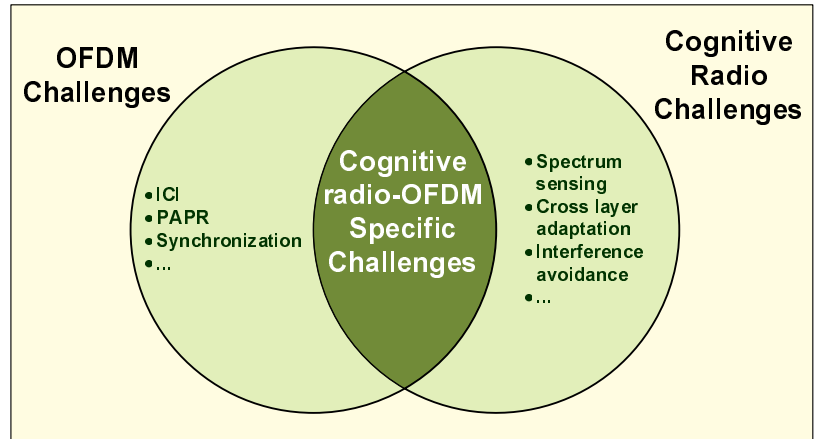 OFDM
Challenges
Cognitive
Radio
Challenges
• ICI
• PAPR
• Synchronization
• ...
Cognitive
radio-OFDM
Specific
Challenges
• Spectrum
sensing
• Cross layer
adaptation
• Interference
avoidance
• ...